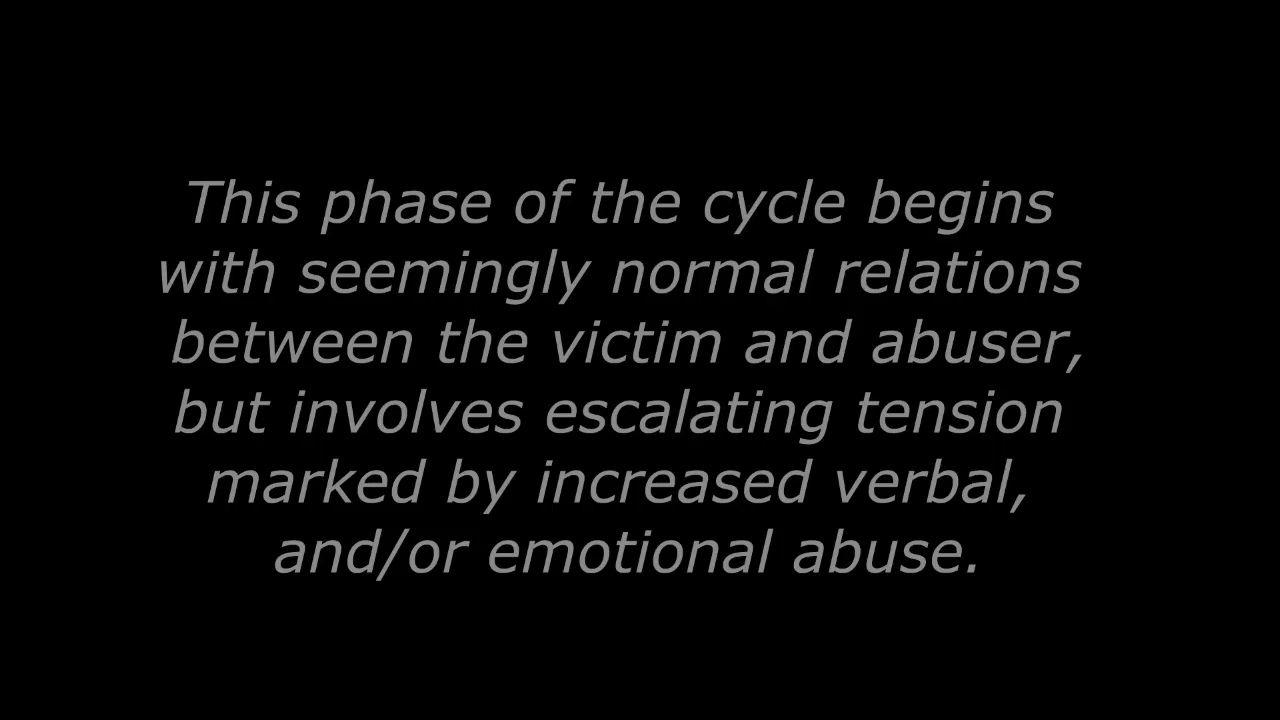 This phase of the cycle begins
with seemingly normal relations
between the victim and abuser,
but involves escalating tension
marked by increased verbal,
and/or emotional abuse.